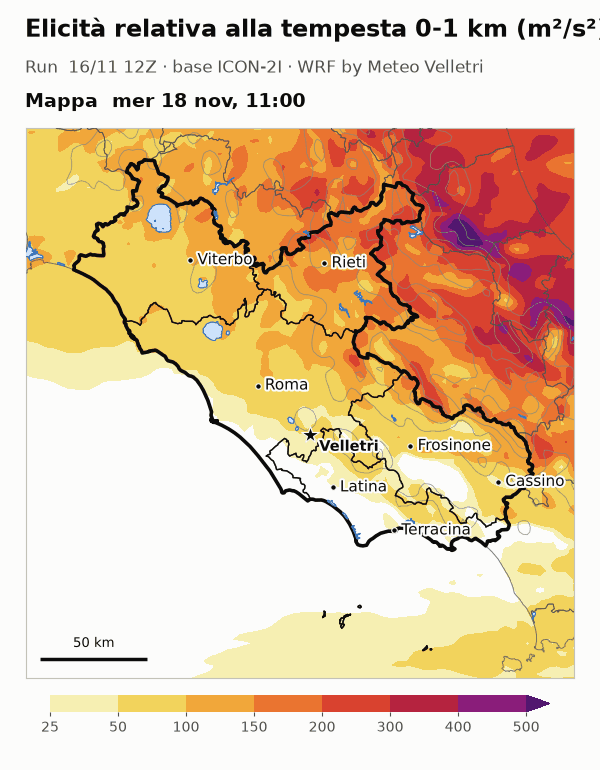 Elicità relativa alla tempesta 0-1 km (m²/s²)
Run  16/11 12Z · base ICON-2I · WRF by Meteo Velletri
Mappa  mer 18 nov, 11:00
Viterbo
Rieti
Roma
Velletri
Frosinone
Cassino
Latina
Terracina
50 km
25 50 100 150 200 300 400 500